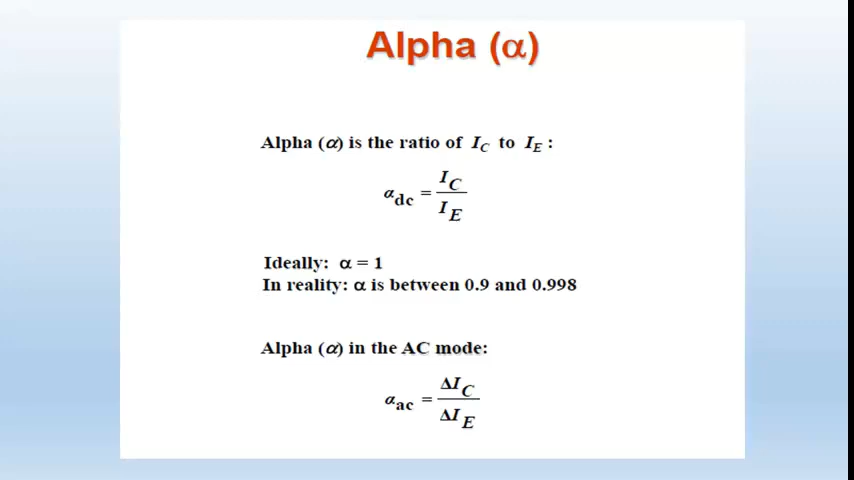 Alpha (α)
Alpha (α) is the ratio of I_C to I_E :
α_dc = I_C / I_E
Ideally: α = 1
In reality: α is between 0.9 and 0.998
Alpha (α) in the AC mode:
α_ac = ΔI_C / ΔI_E